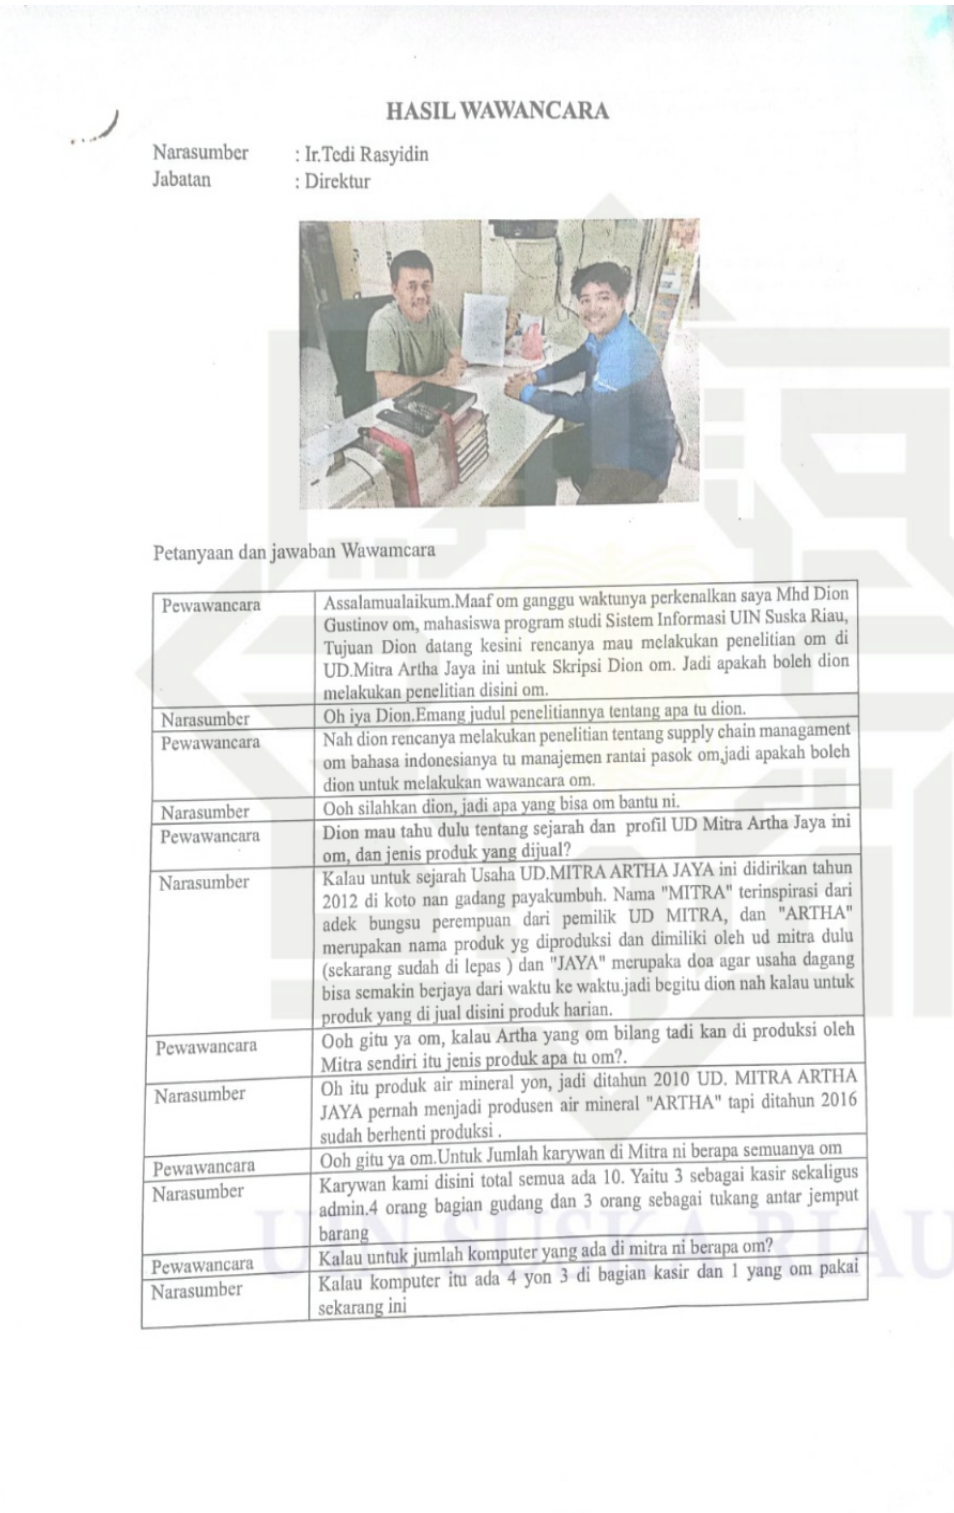 HASIL WAWANCARA
Narasumber : Ir.Tedi Rasyidin
Jabatan : Direktur
Petanyaan dan jawaban Wawamcara
Pewawancara Assalamualaikum.Maaf om ganggu waktunya perkenalkan saya Mhd Dion
Gustinov om, mahasiswa program studi Sistem Informasi UIN Suska Riau,
Tujuan Dion datang kesini rencanya mau melakukan penelitian om di
UD.Mitra Artha Jaya ini untuk Skripsi Dion om. Jadi apakah boleh dion
melakukan penelitian disini om.
Narasumber Oh iya Dion.Emang judul penelitiannya tentang apa tu dion.
Pewawancara Nah dion rencanya melakukan penelitian tentang supply chain managament
om bahasa indonesianya tu manajemen rantai pasok om,jadi apakah boleh
dion untuk melakukan wawancara om.
Narasumber Ooh silahkan dion, jadi apa yang bisa om bantu ni.
Pewawancara Dion mau tahu dulu tentang sejarah dan profil UD Mitra Artha Jaya ini
om, dan jenis produk yang dijual?
Narasumber Kalau untuk sejarah Usaha UD.MITRA ARTHA JAYA ini didirikan tahun
2012 di koto nan gadang payakumbuh. Nama "MITRA" terinspirasi dari
adek bungsu perempuan dari pemilik UD MITRA, dan "ARTHA"
merupakan nama produk yg diproduksi dan dimiliki oleh ud mitra dulu
(sekarang sudah di lepas ) dan "JAYA" merupaka doa agar usaha dagang
bisa semakin berjaya dari waktu ke waktu.jadi begitu dion nah kalau untuk
produk yang di jual disini produk harian.
Pewawancara Ooh gitu ya om, kalau Artha yang om bilang tadi kan di produksi oleh
Mitra sendiri itu jenis produk apa tu om?.
Narasumber Oh itu produk air mineral yon, jadi ditahun 2010 UD. MITRA ARTHA
JAYA pernah menjadi produsen air mineral "ARTHA" tapi ditahun 2016
sudah berhenti produksi .
Pewawancara Ooh gitu ya om.Untuk Jumlah karywan di Mitra ni berapa semuanya om
Narasumber Karywan kami disini total semua ada 10. Yaitu 3 sebagai kasir sekaligus
admin.4 orang bagian gudang dan 3 orang sebagai tukang antar jemput
barang
Pewawancara Kalau untuk jumlah komputer yang ada di mitra ni berapa om?
Narasumber Kalau komputer itu ada 4 yon 3 di bagian kasir dan 1 yang om pakai
sekarang ini
UIN SUSKA RIAU